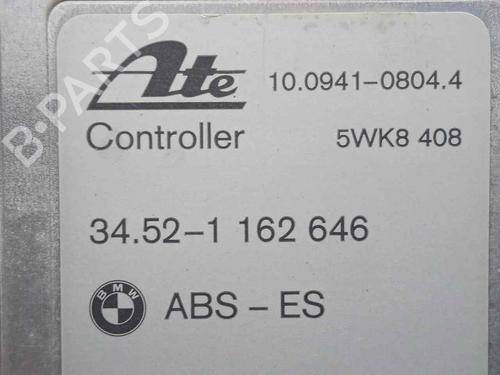 B-PARTS
Ate
10.0941-0804.4
Controller
5WK8 408
34.52-1 162 646
BMW
ABS-ES